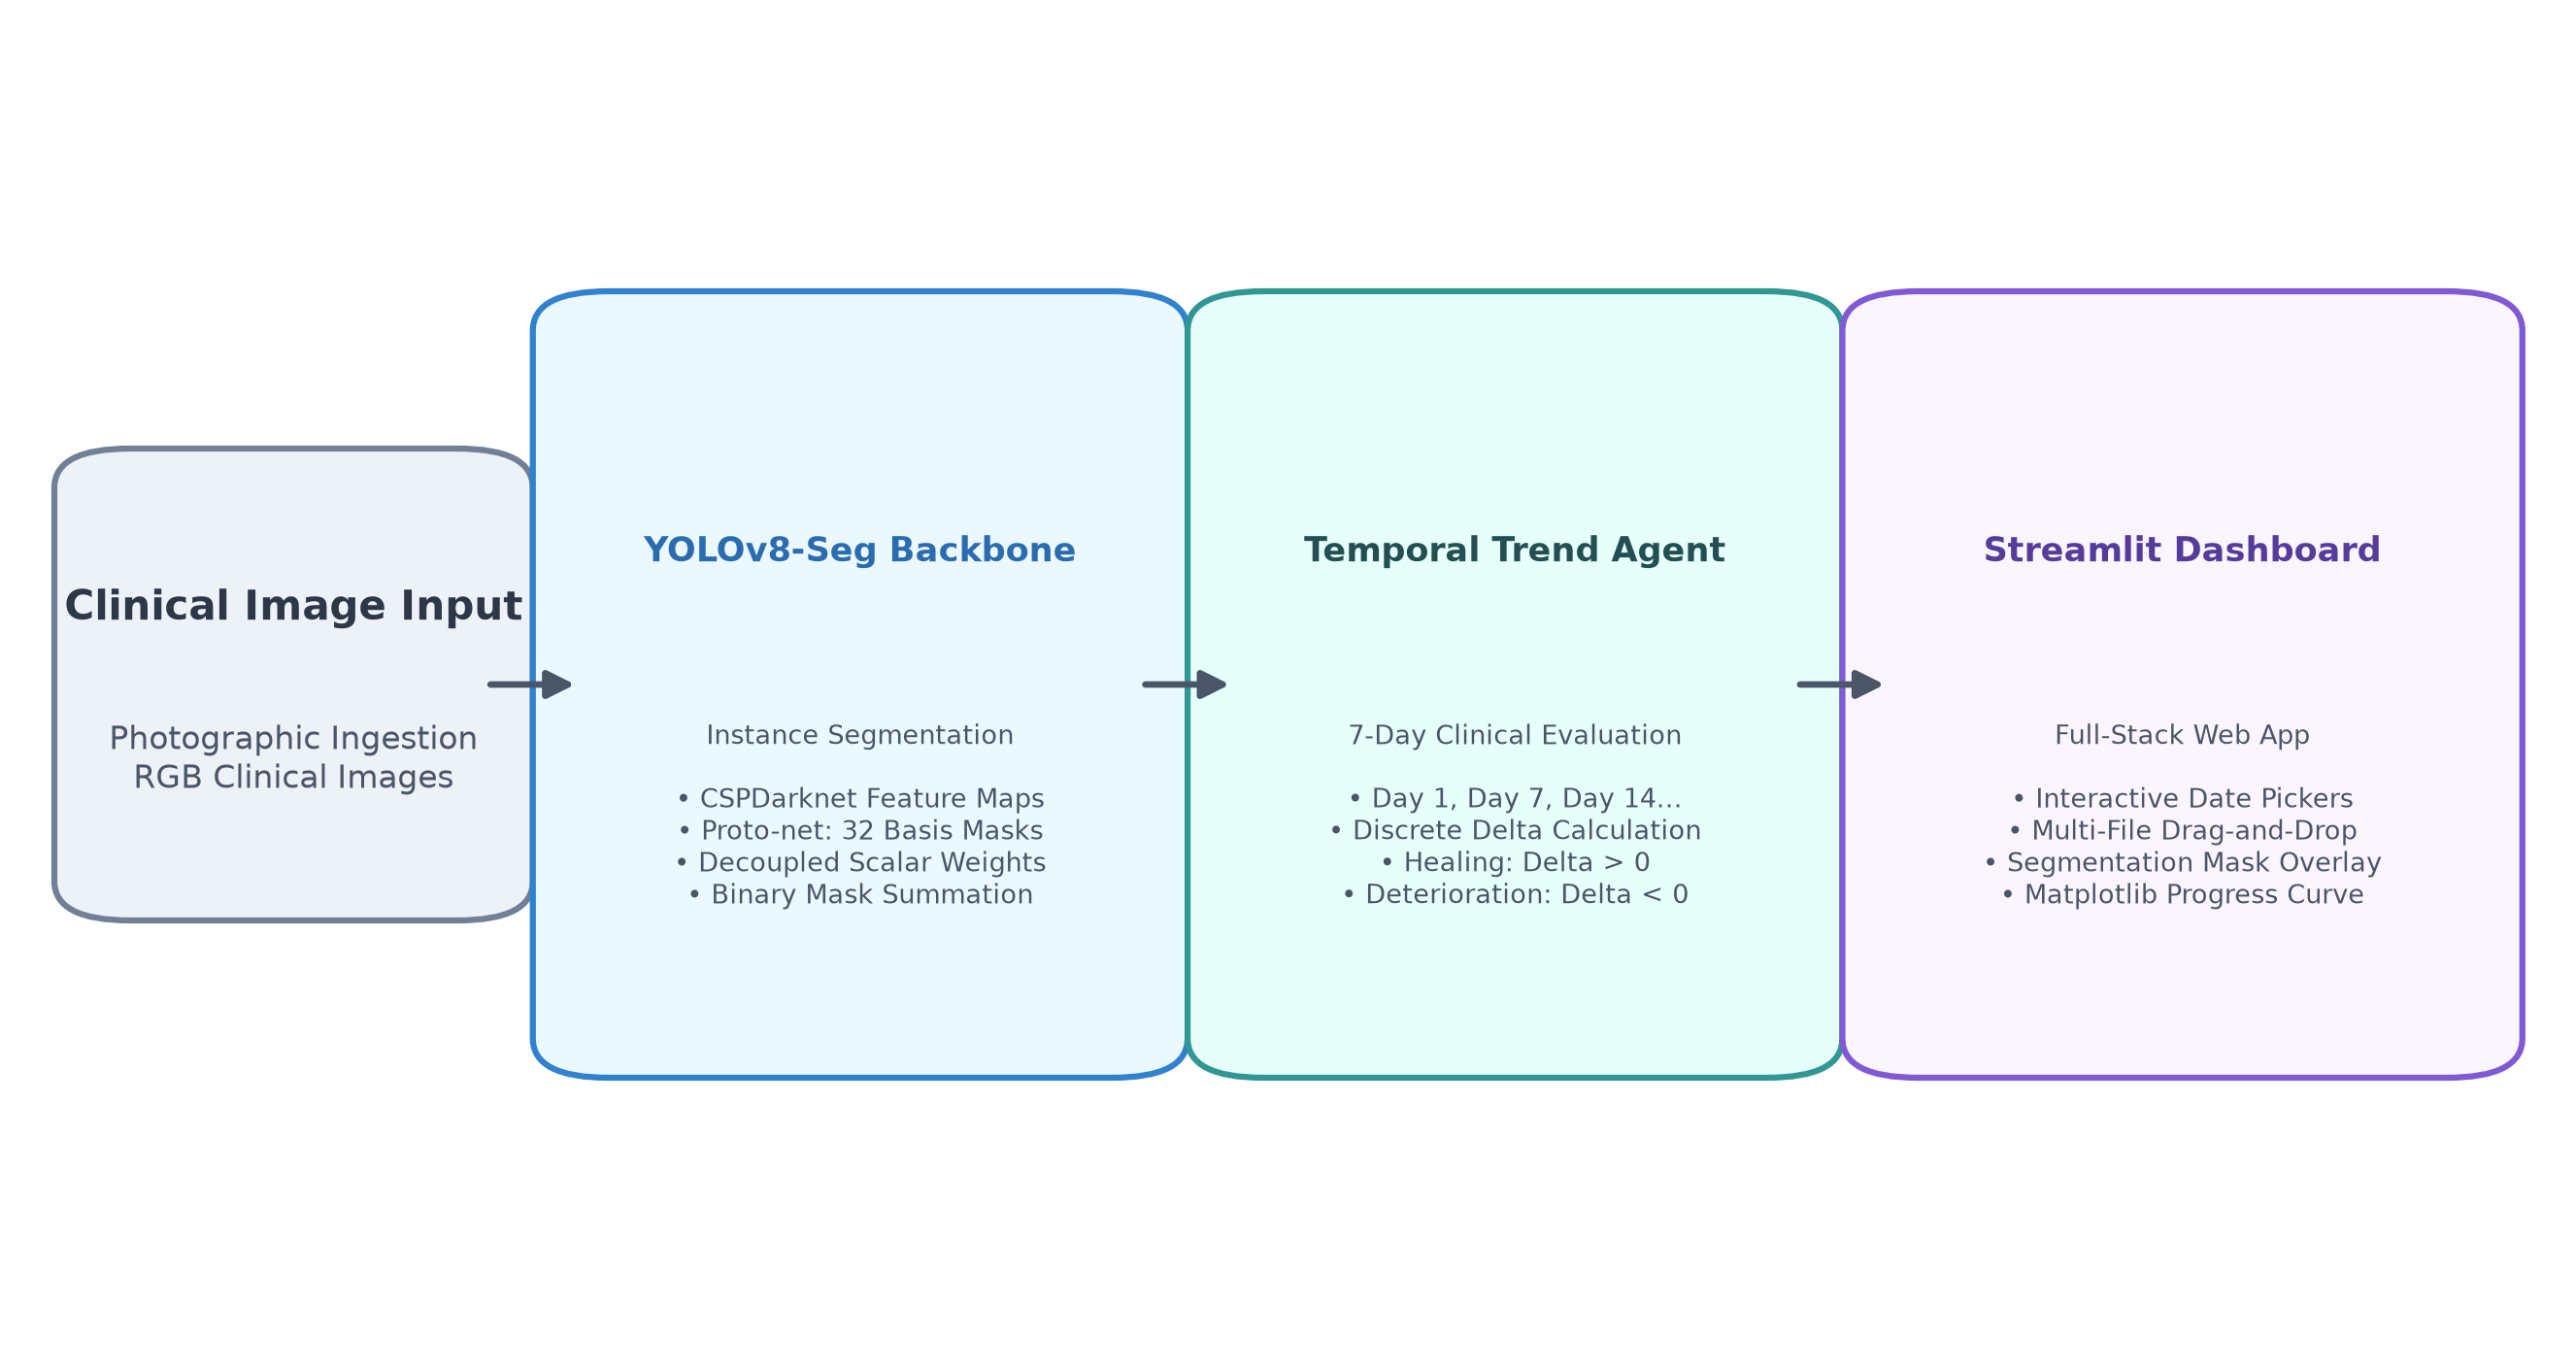 Clinical Image Input
Photographic Ingestion
RGB Clinical Images
YOLOv8-Seg Backbone
Instance Segmentation
• CSPDarknet Feature Maps
• Proto-net: 32 Basis Masks
• Decoupled Scalar Weights
• Binary Mask Summation
Temporal Trend Agent
7-Day Clinical Evaluation
• Day 1, Day 7, Day 14...
• Discrete Delta Calculation
• Healing: Delta > 0
• Deterioration: Delta < 0
Streamlit Dashboard
Full-Stack Web App
• Interactive Date Pickers
• Multi-File Drag-and-Drop
• Segmentation Mask Overlay
• Matplotlib Progress Curve